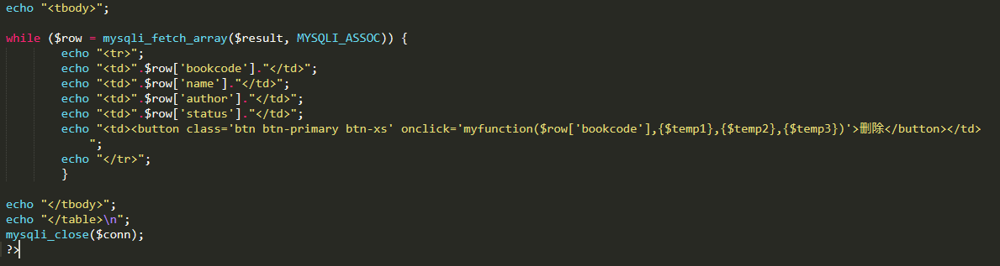 echo "<tbody>";
while ($row = mysqli_fetch_array($result, MYSQLI_ASSOC)) {
echo "<tr>";
echo "<td>".$row['bookcode']."</td>";
echo "<td>".$row['name']."</td>";
echo "<td>".$row['author']."</td>";
echo "<td>".$row['status']."</td>";
echo "<td><button class='btn btn-primary btn-xs' onclick='myfunction($row['bookcode'],{$temp1},{$temp2},{$temp3})'>删除</button></td>
";
echo "</tr>";
}
echo "</tbody>";
echo "</table>\n";
mysqli_close($conn);
?>